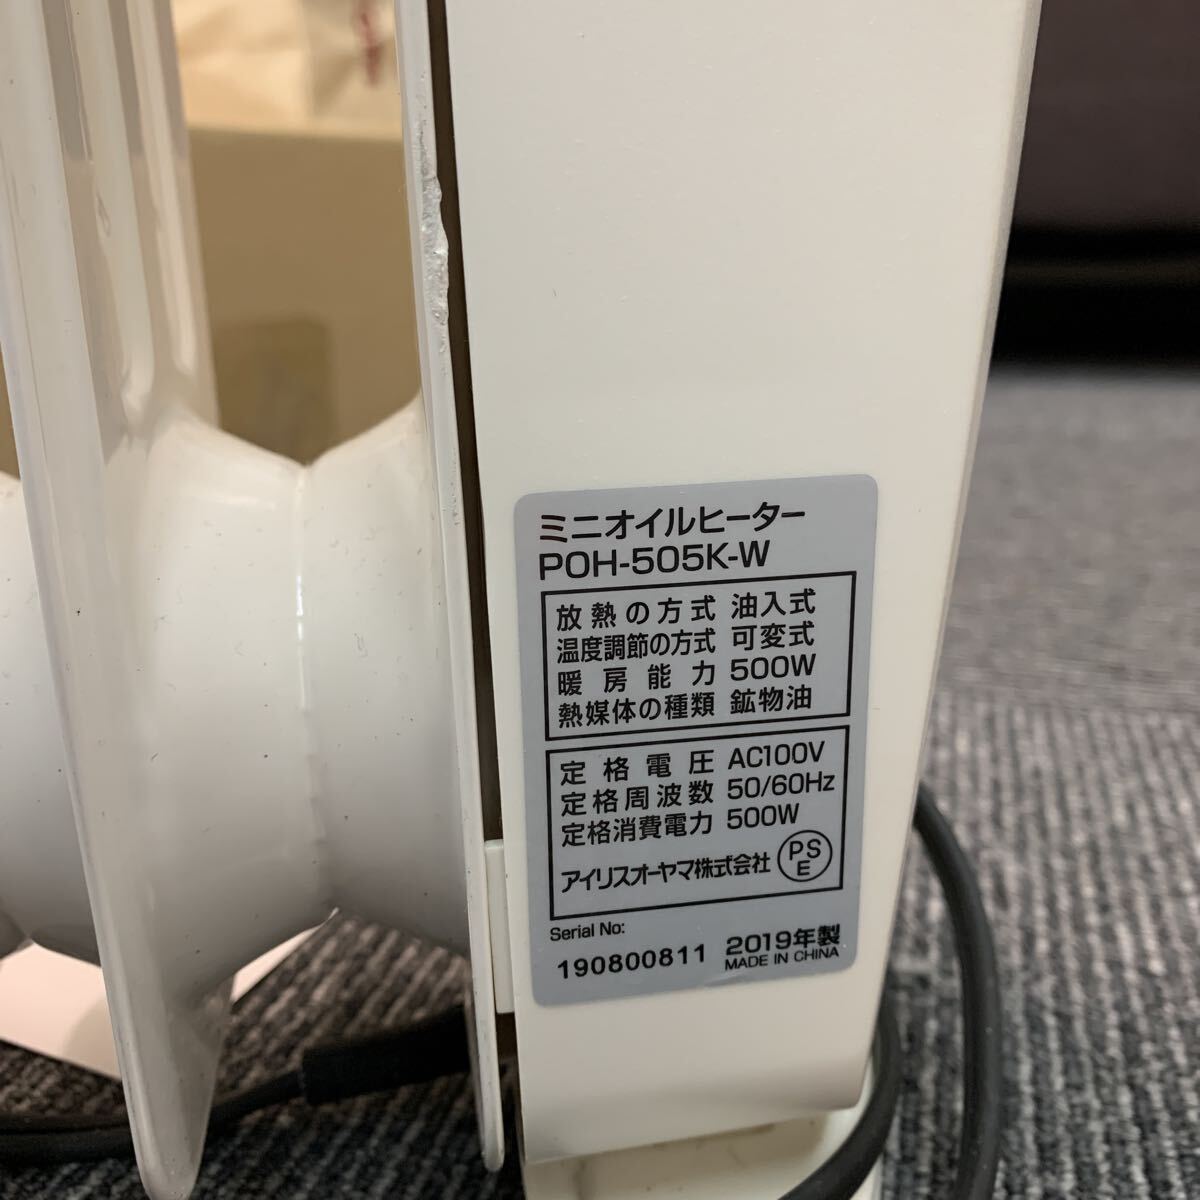 ミニオイルヒーター
POH-505K-W
放熱の方式 油入式
温度調節の方式 可変式
暖房能力 500W
熱媒体の種類 鉱物油
定格電圧 AC100V
定格周波数 50/60Hz
定格消費電力 500W
アイリスオーヤマ株式会社 PSE
Serial No:
190800811 2019年製
MADE IN CHINA